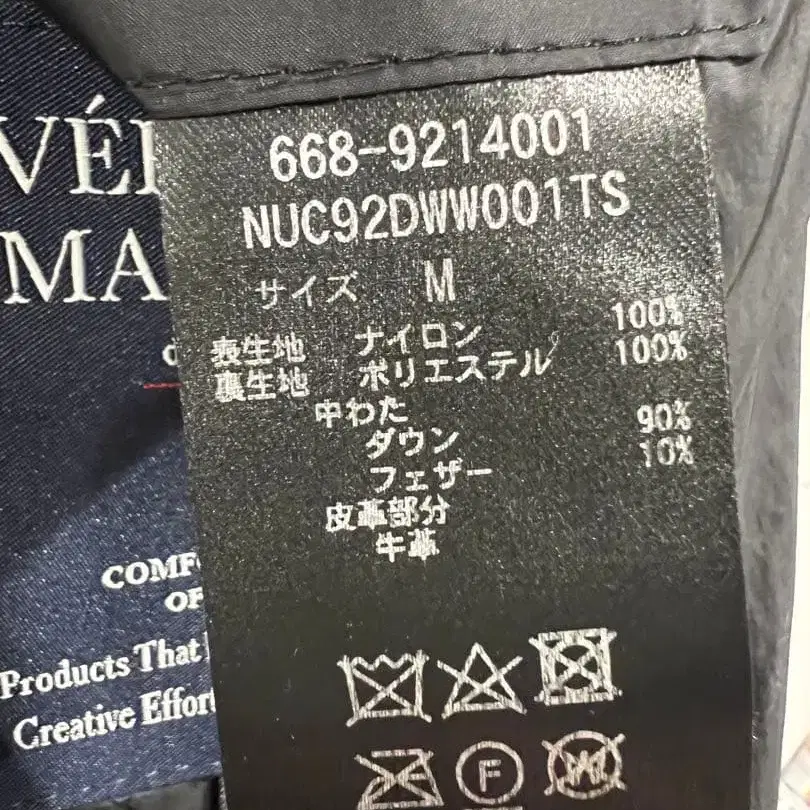 VÉ
MA
668-9214001
NUC92DWW001TS
サイズ M
表生地 ナイロン 100%
裏生地 ポリエステル 100%
中わた
ダウン 90%
フェザー 10%
皮革部分
牛革
COMF
OF
Products That
Creative Effort
F
W